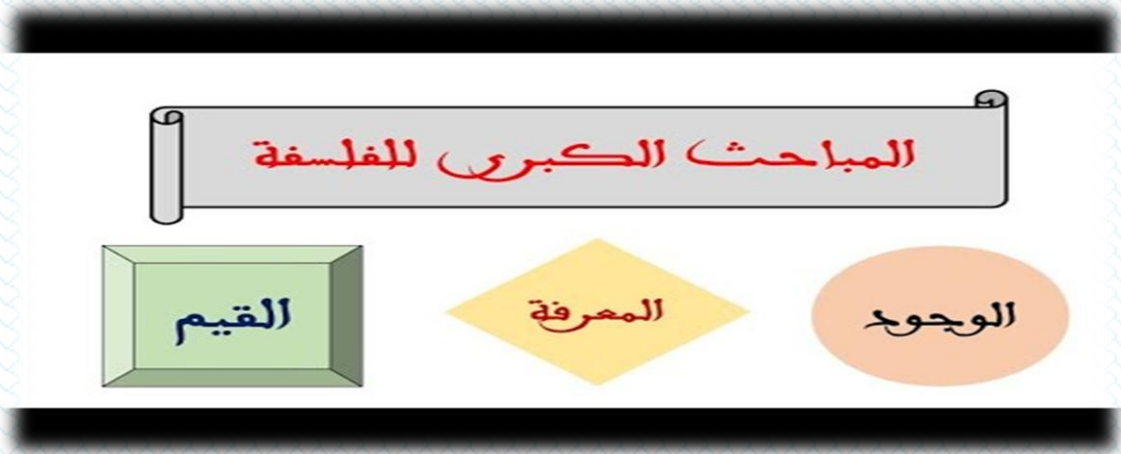 المباحث الكبرى للفلسفة
الوجود
المعرفة
القيم